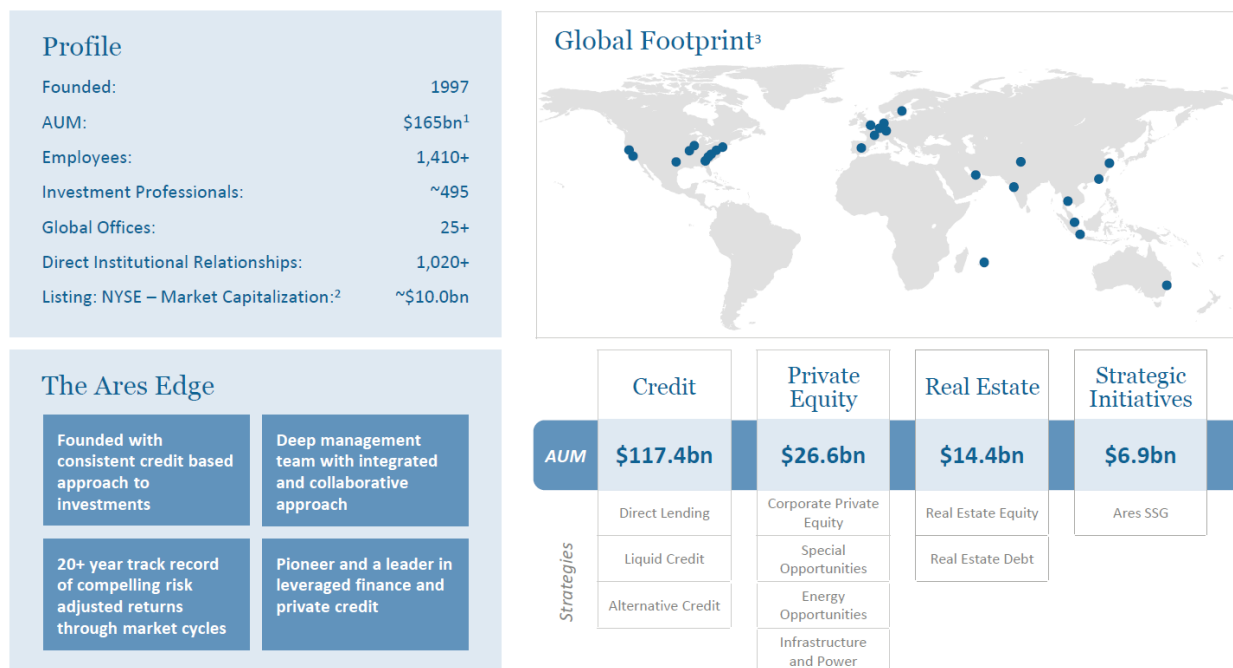 Profile
Founded: 1997
AUM: $165bn¹
Employees: 1,410+
Investment Professionals: ~495
Global Offices: 25+
Direct Institutional Relationships: 1,020+
Listing: NYSE – Market Capitalization:² ~$10.0bn
Global Footprint³
The Ares Edge
Founded with
consistent credit based
approach to
investments
Deep management
team with integrated
and collaborative
approach
20+ year track record
of compelling risk
adjusted returns
through market cycles
Pioneer and a leader in
leveraged finance and
private credit
Credit
Private
Equity
Real Estate
Strategic
Initiatives
AUM
$117.4bn
$26.6bn
$14.4bn
$6.9bn
Strategies
Direct Lending
Liquid Credit
Alternative Credit
Corporate Private
Equity
Special
Opportunities
Energy
Opportunities
Infrastructure
and Power
Real Estate Equity
Real Estate Debt
Ares SSG